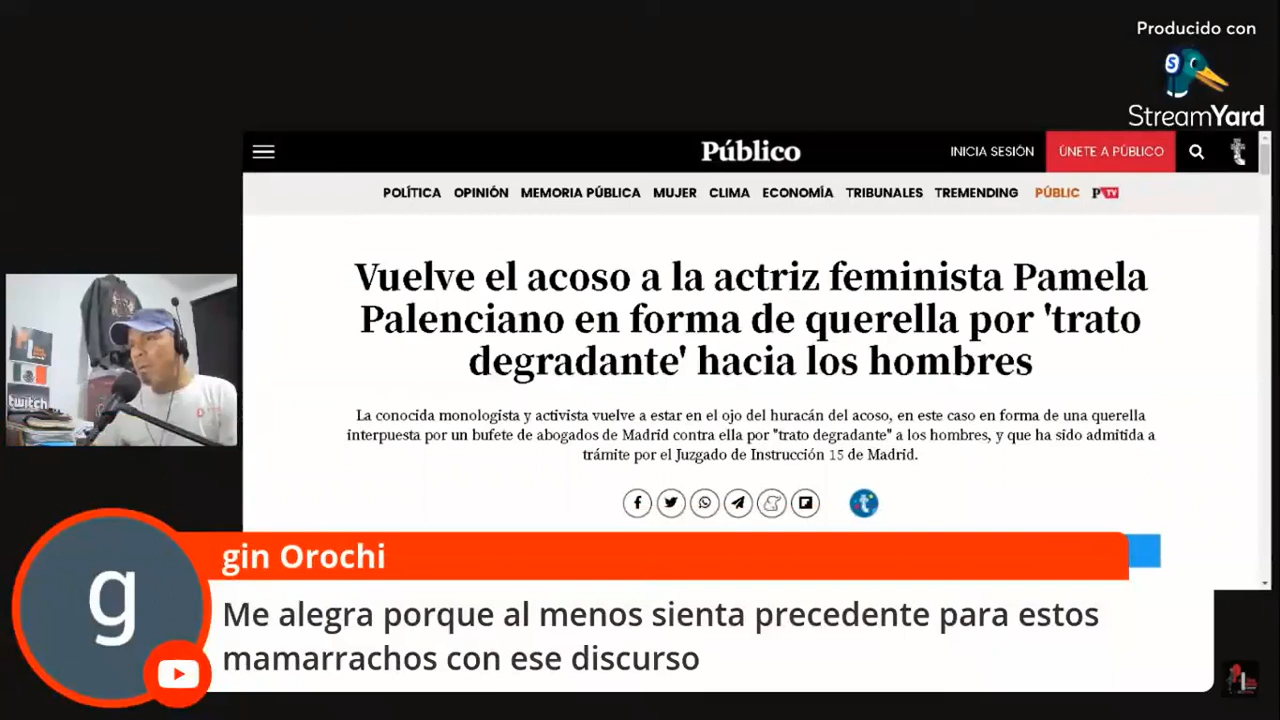 Producido con
StreamYard
Público
INICIA SESIÓN
ÚNETE A PÚBLICO
POLÍTICA OPINIÓN MEMORIA PÚBLICA MUJER CLIMA ECONOMÍA TRIBUNALES TREMENDING PÚBLIC P TV
Vuelve el acoso a la actriz feminista Pamela
Palenciano en forma de querella por 'trato
degradante' hacia los hombres
La conocida monologista y activista vuelve a estar en el ojo del huracán del acoso, en este caso en forma de una querella
interpuesta por un bufete de abogados de Madrid contra ella por "trato degradante" a los hombres, y que ha sido admitida a
trámite por el Juzgado de Instrucción 15 de Madrid.
twitch
g
gin Orochi
Me alegra porque al menos sienta precedente para estos
mamarrachos con ese discurso